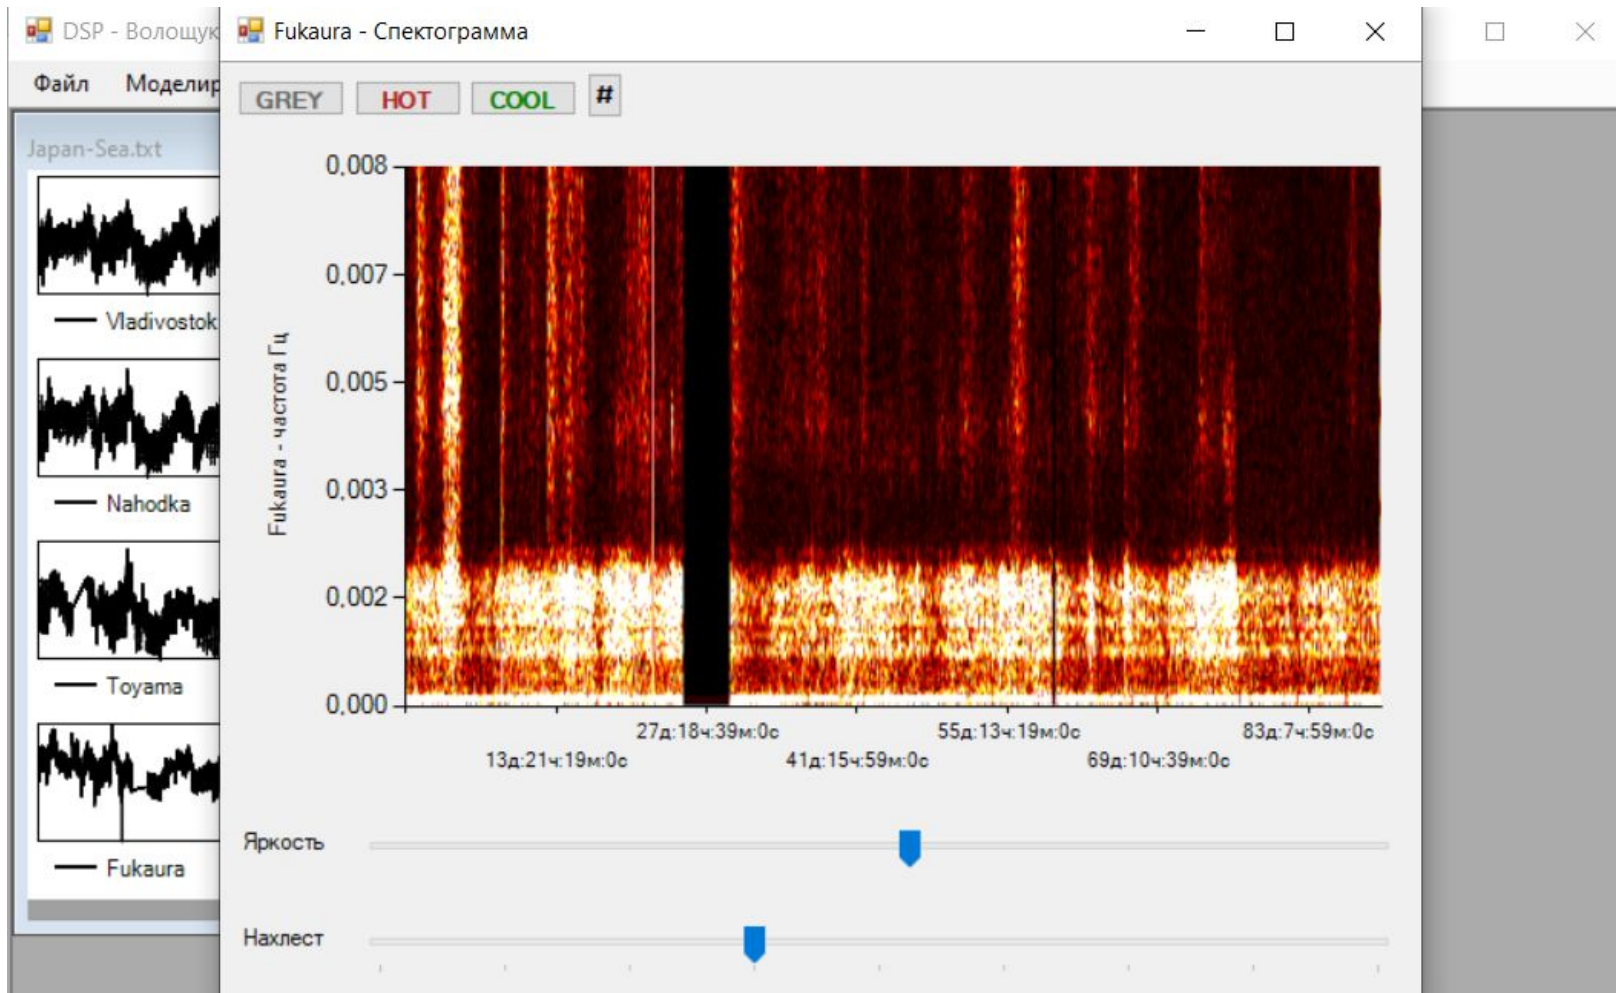 DSP - Волощук
Fukaura - Спектограмма
Файл
Моделир
GREY
HOT
COOL
#
Japan-Sea.txt
Vladivostok
Nahodka
Toyama
Fukaura
Fukaura - частота Гц
0,008
0,007
0,005
0,003
0,002
0,000
27д:18ч:39м:0с
55д:13ч:19м:0с
83д:7ч:59м:0с
13д:21ч:19м:0с
41д:15ч:59м:0с
69д:10ч:39м:0с
Яркость
Нахлест